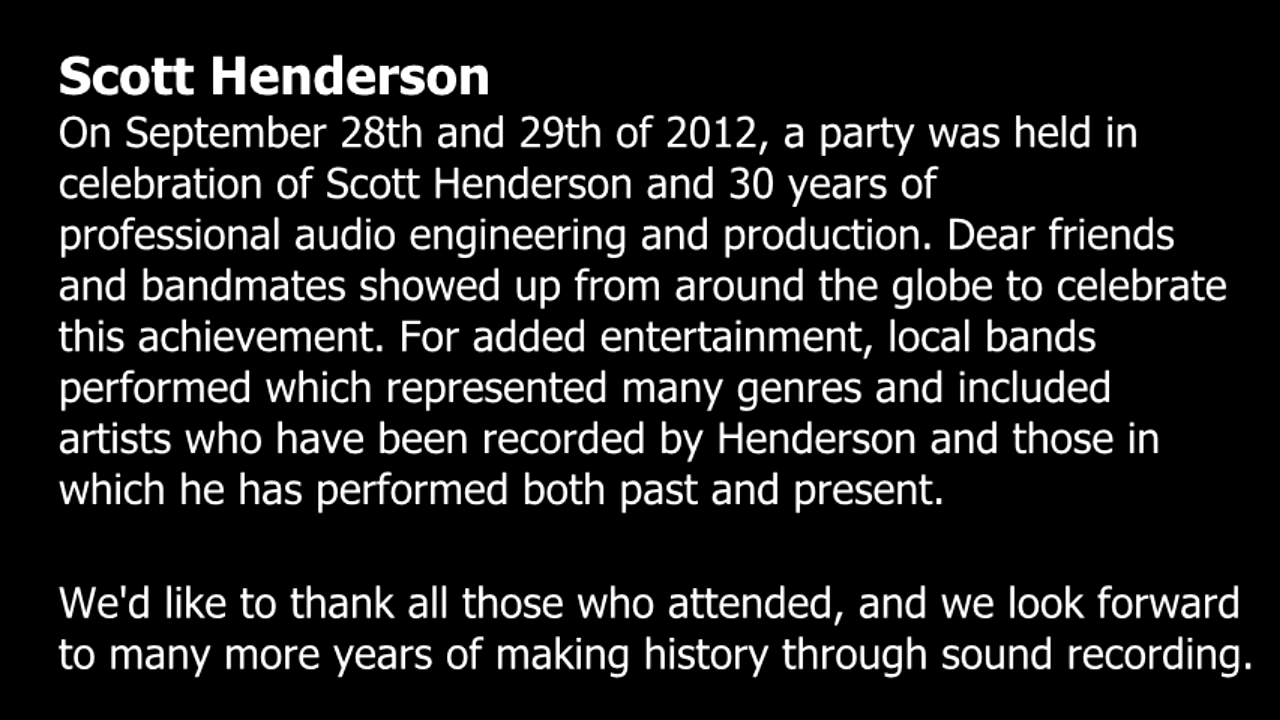 Scott Henderson
On September 28th and 29th of 2012, a party was held in
celebration of Scott Henderson and 30 years of
professional audio engineering and production. Dear friends
and bandmates showed up from around the globe to celebrate
this achievement. For added entertainment, local bands
performed which represented many genres and included
artists who have been recorded by Henderson and those in
which he has performed both past and present.
We'd like to thank all those who attended, and we look forward
to many more years of making history through sound recording.